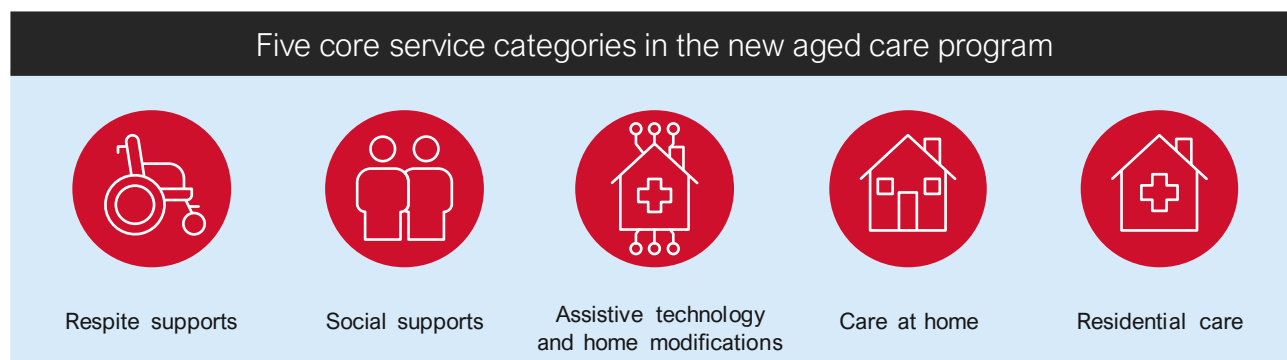 Five core service categories in the new aged care program
Respite supports
Social supports
Assistive technology
and home modifications
Care at home
Residential care